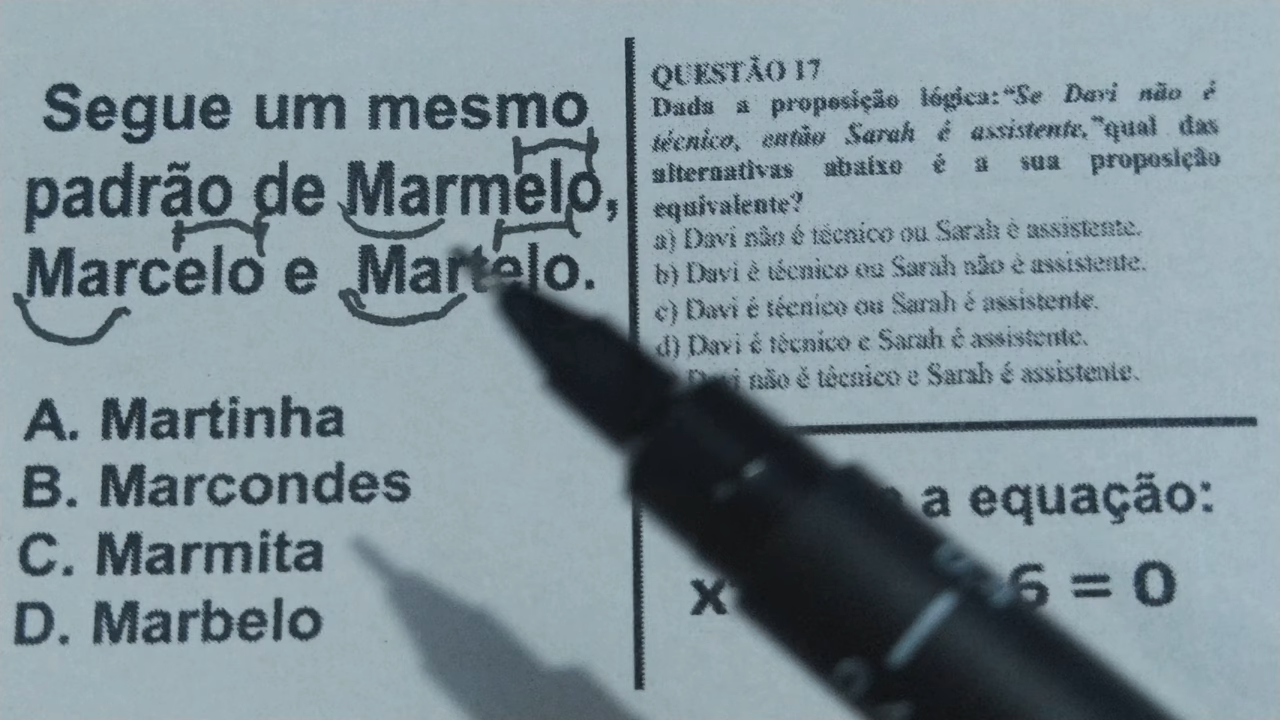 Segue um mesmo
padrão de Marmelo,
Marcelo e Martelo.
A. Martinha
B. Marcondes
C. Marmita
D. Marbelo
QUESTÃO 17
Dada a proposição lógica:“Se Davi não é
técnico, então Sarah é assistente.”qual das
alternativas abaixo é a sua proposição
equivalente?
a) Davi não é técnico ou Sarah é assistente.
b) Davi é técnico ou Sarah não é assistente.
c) Davi é técnico ou Sarah é assistente.
d) Davi é técnico e Sarah é assistente.
Davi não é técnico e Sarah é assistente.
a equação:
x 6 = 0